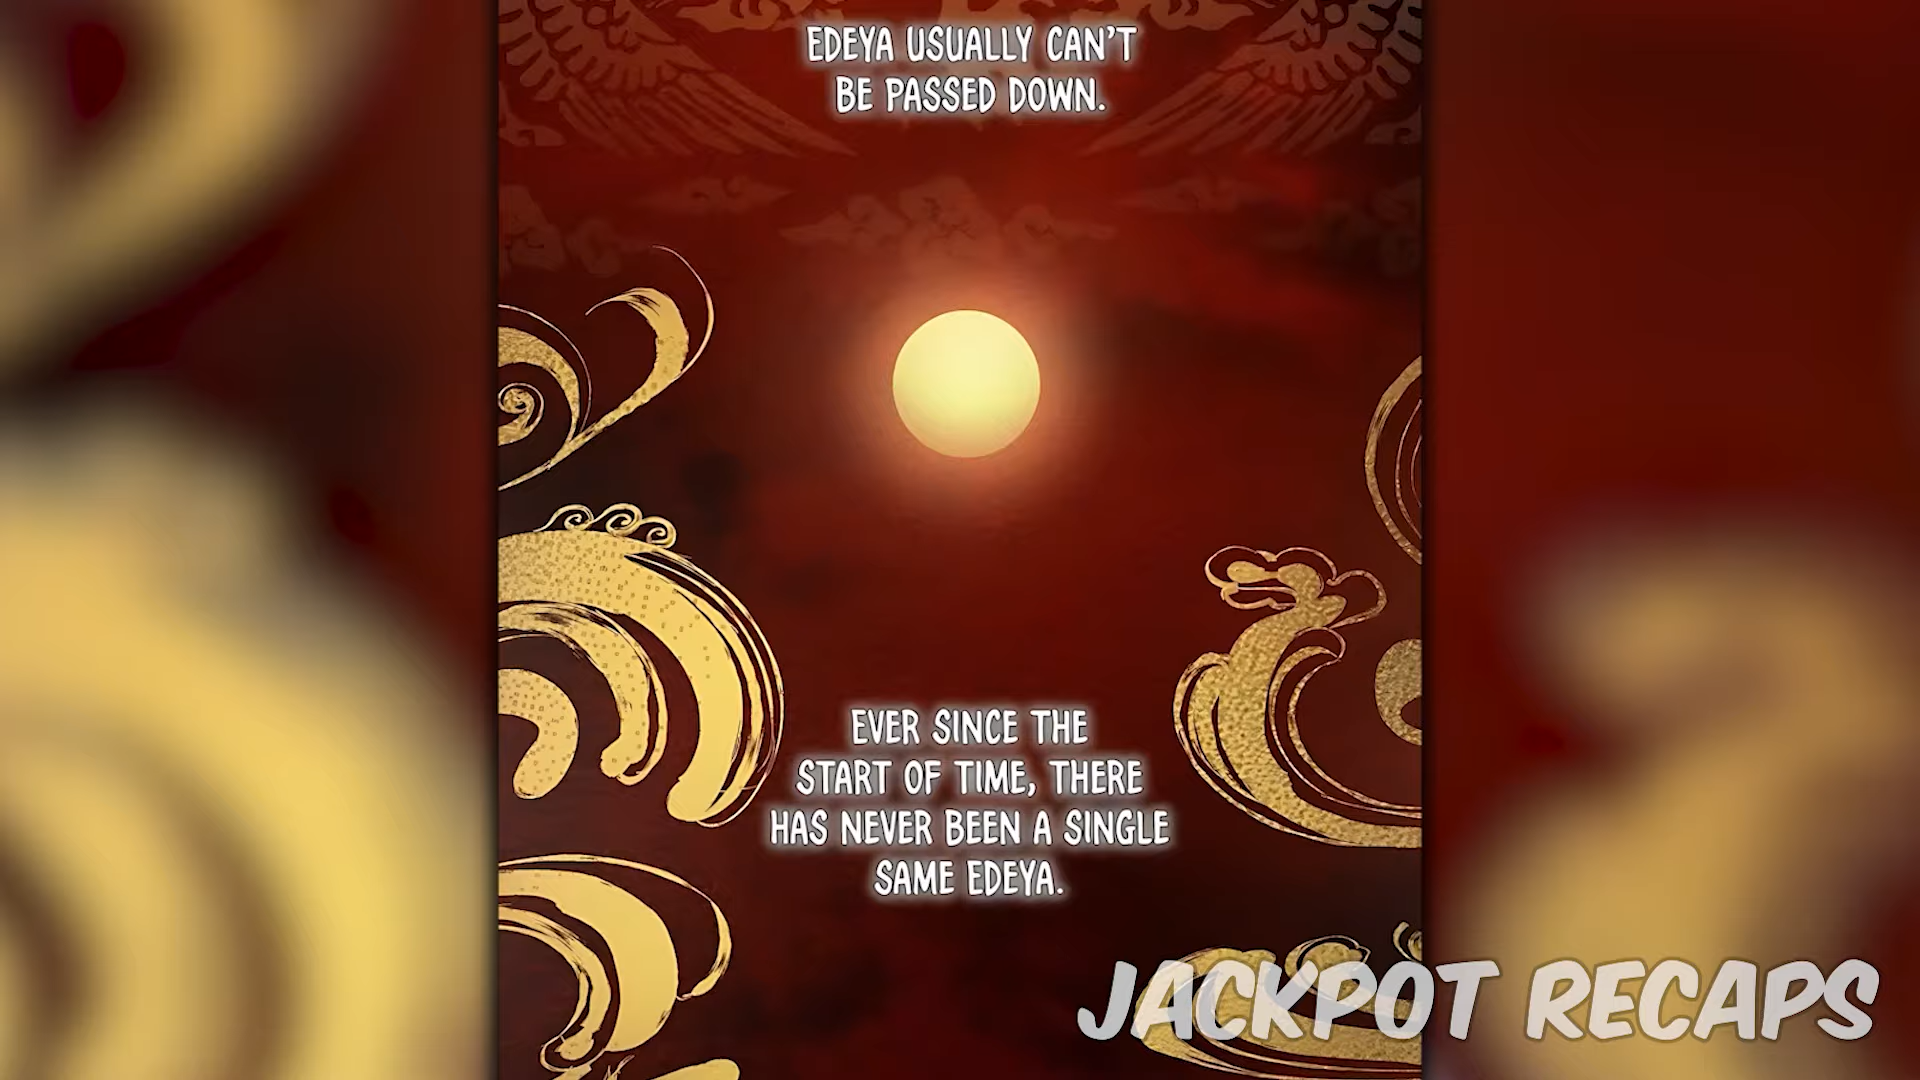 EDEYA USUALLY CAN'T
BE PASSED DOWN.
EVER SINCE THE
START OF TIME, THERE
HAS NEVER BEEN A SINGLE
SAME EDEYA.
JACKPOT RECAPS